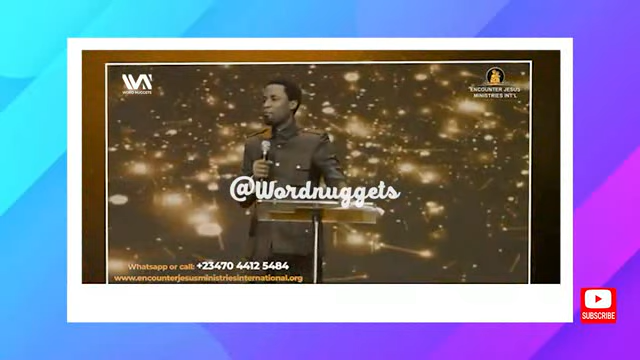 WORD NUGGETS
ENCOUNTER JESUS
MINISTRIES INT'L
@Wordnuggets
Whatsapp or call: +23470 4412 5484
www.encounterjesusministriesinternational.org
SUBSCRIBE